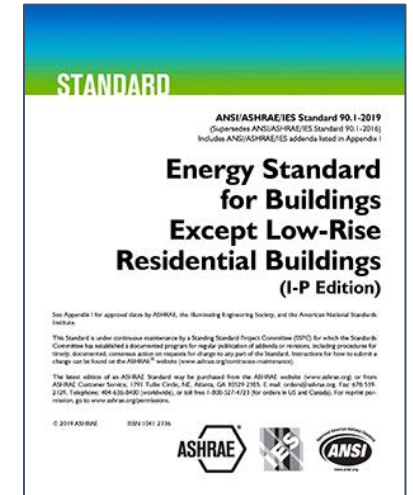 STANDARD
ANSI/ASHRAE/IES Standard 90.1-2019
(Supersedes ANSI/ASHRAE/IES Standard 90.1-2016)
Includes ANSI/ASHRAE/IES addenda listed in Appendix I
Energy Standard
for Buildings
Except Low-Rise
Residential Buildings
(I-P Edition)
See Appendix I for approval dates by ASHRAE, the Illuminating Engineering Society, and the American National Standards
Institute.
This Standard is under continuous maintenance by a Standing Standard Project Committee (SSPC) for which the Standards
Committee has established a documented program for regular publication of addenda or revisions, including procedures for
timely, documented, consensus action on requests for change to any part of the Standard. Instructions for how to submit a
change can be found on the ASHRAE® website (www.ashrae.org/continuous-maintenance).
The latest edition of an ASHRAE Standard may be purchased from the ASHRAE website (www.ashrae.org) or from
ASHRAE Customer Service, 1791 Tullie Circle, NE, Atlanta, GA 30329-2305. E-mail: orders@ashrae.org. Fax: 678-539-
2129. Telephone: 404-636-8400 (worldwide), or toll free 1-800-527-4723 (for orders in US and Canada). For reprint per-
mission, go to www.ashrae.org/permissions.
© 2019 ASHRAE ISSN 1041-2336
ASHRAE
IES
ANSI